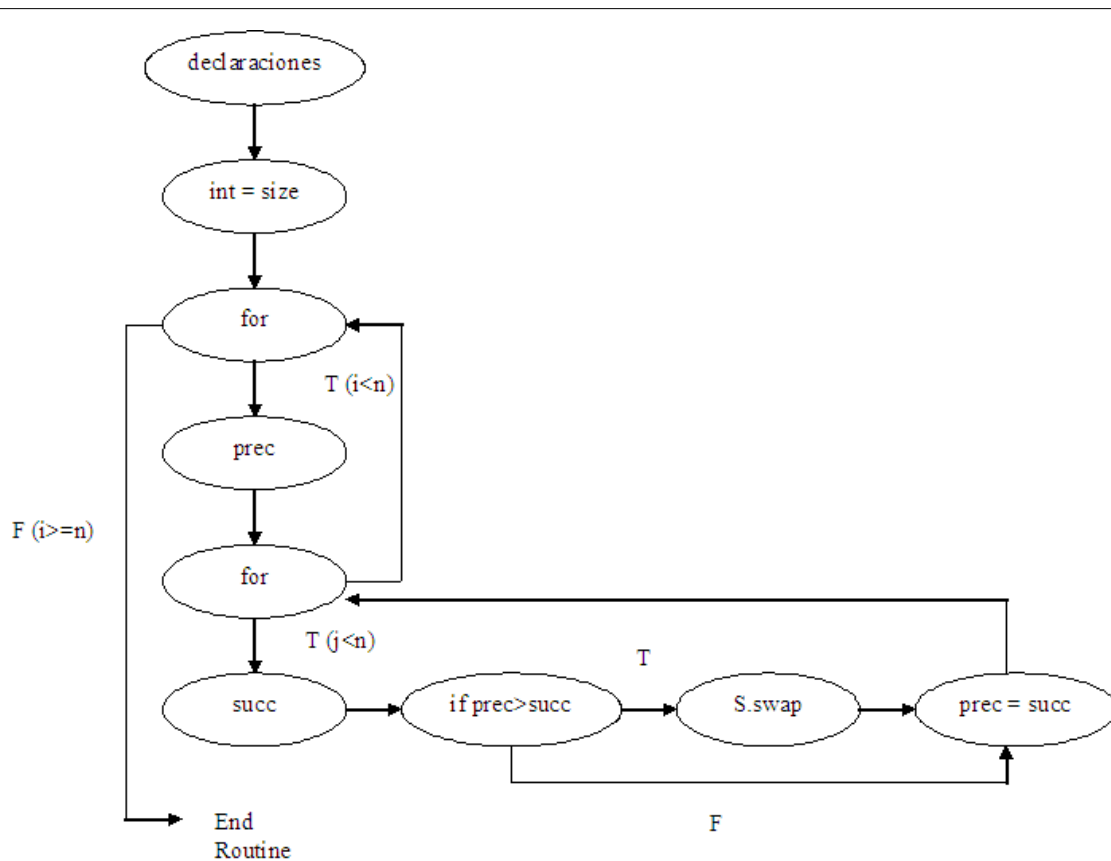 declaraciones
int = size
for
T (i<n)
prec
F (i>=n)
for
T (j<n)
T
succ
if prec>succ
S.swap
prec = succ
F
End
Routine